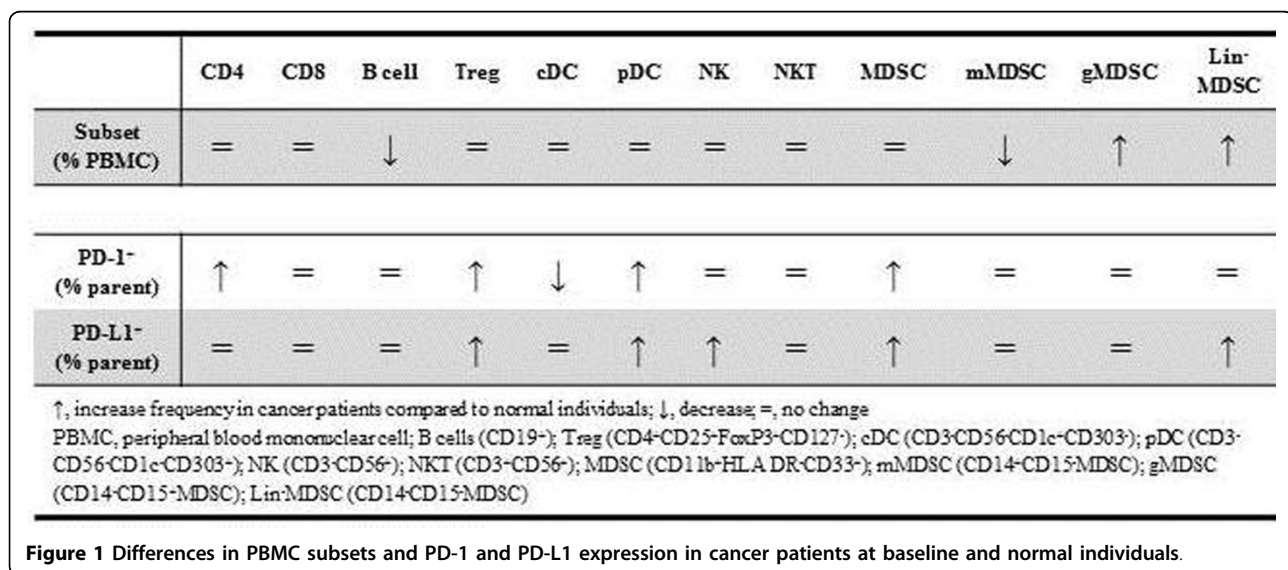 CD4 CD8 B cell Treg cDC pDC NK NKT MDSC mMDSC gMDSC Lin- MDSC
Subset (% PBMC) = = ↓ = = = = = = ↓ ↑ ↑
PD-1+ (% parent) ↑ = = ↑ ↓ ↑ = = ↑ = = =
PD-L1+ (% parent) = = = ↑ = ↑ ↑ = ↑ = = ↑
↑, increase frequency in cancer patients compared to normal individuals; ↓, decrease; =, no change
PBMC, peripheral blood mononuclear cell; B cells (CD19+); Treg (CD4+CD25+FoxP3+CD127-); cDC (CD3-CD56-CD1c+CD303-); pDC (CD3-
CD56-CD1c-CD303+); NK (CD3-CD56+); NKT (CD3+CD56+); MDSC (CD11b+HLA DR-CD33+); mMDSC (CD14+CD15-MDSC); gMDSC
(CD14-CD15+MDSC); Lin-MDSC (CD14-CD15-MDSC)
Figure 1 Differences in PBMC subsets and PD-1 and PD-L1 expression in cancer patients at baseline and normal individuals.